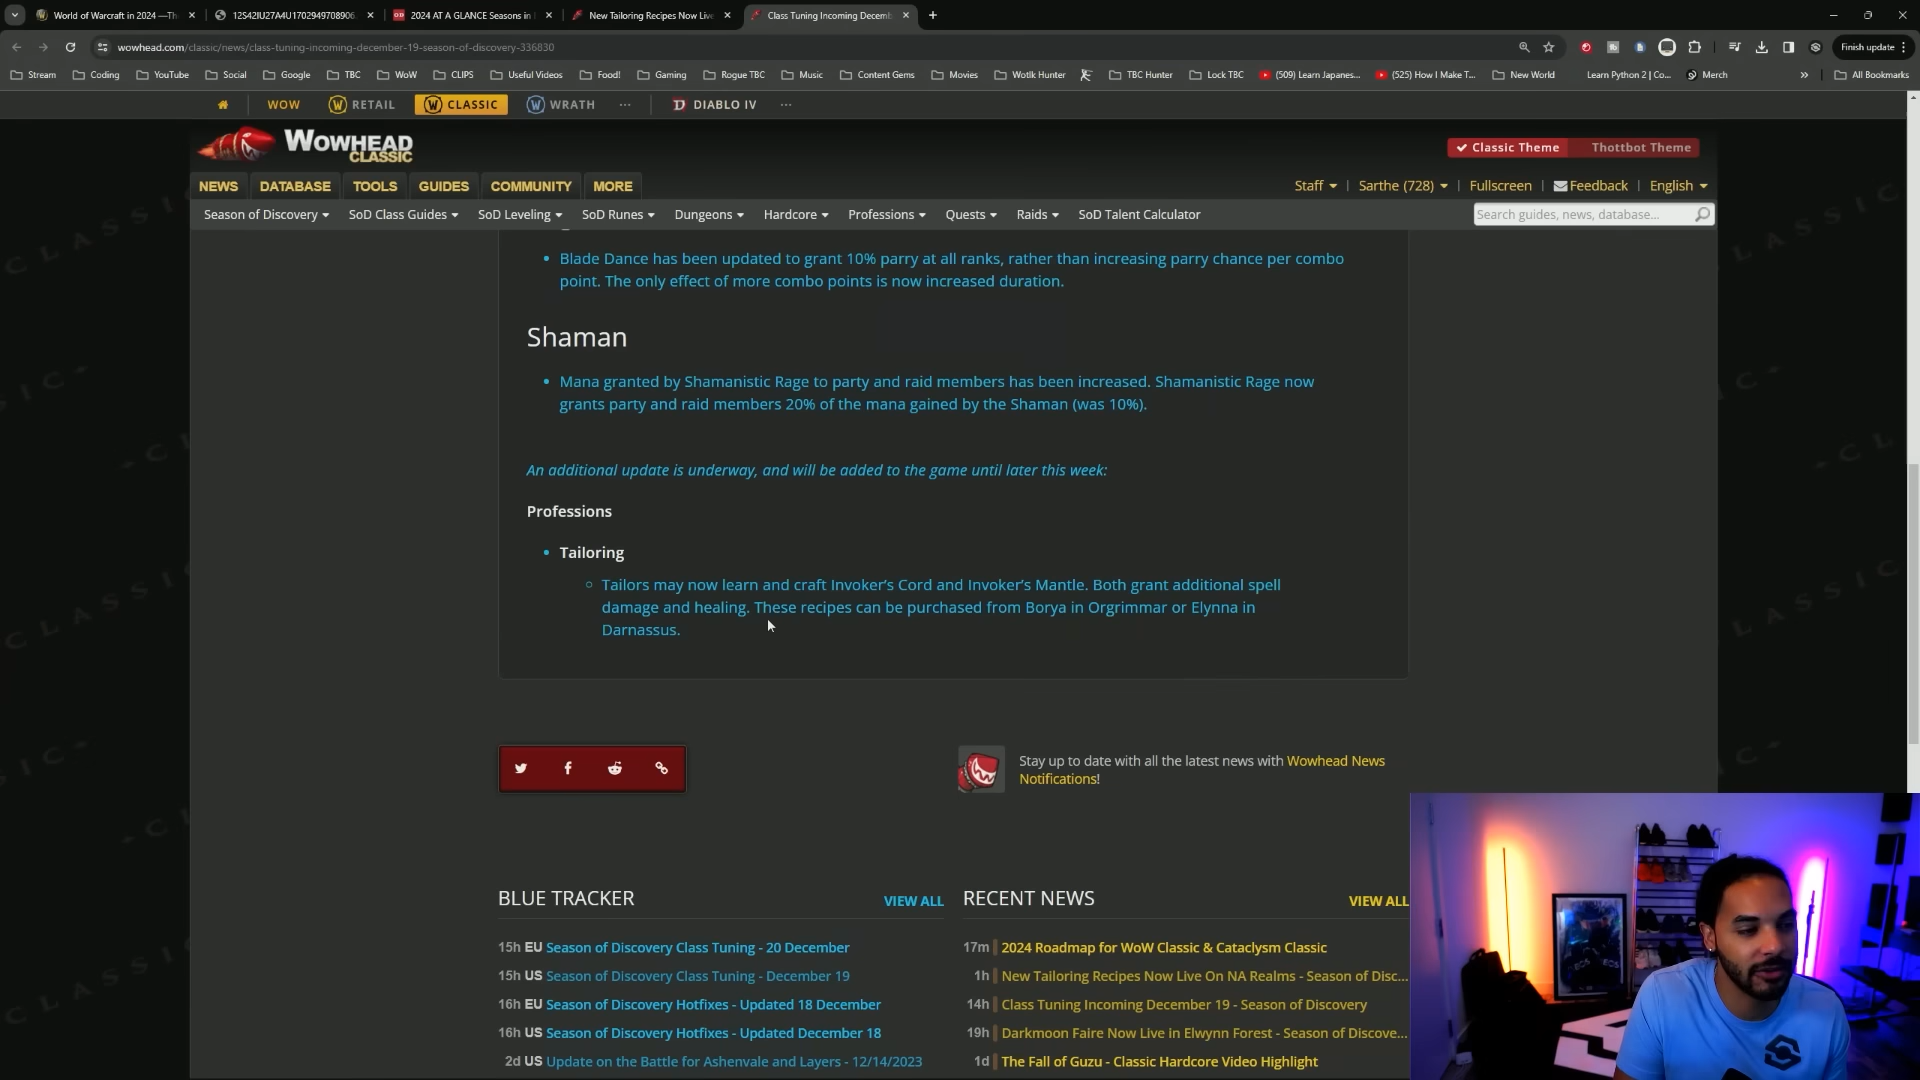 World of Warcraft in 2024 —Th
12S42IU27A4U1702949708906
2024 AT A GLANCE Seasons in
New Tailoring Recipes Now Live
Class Tuning Incoming Decemb
wowhead.com/classic/news/class-tuning-incoming-december-19-season-of-discovery-336830
Finish update
Stream
Coding
YouTube
Social
Google
TBC
WoW
CLIPS
Useful Videos
Food!
Gaming
Rogue TBC
Music
Content Gems
Movies
Wotlk Hunter
TBC Hunter
Lock TBC
(509) Learn Japanes...
(525) How I Make T...
New World
Learn Python 2 | Co...
Merch
All Bookmarks
WOW
RETAIL
CLASSIC
WRATH
DIABLO IV
WOWHEAD
CLASSIC
Classic Theme
Thottbot Theme
NEWS
DATABASE
TOOLS
GUIDES
COMMUNITY
MORE
Staff
Sarthe (728)
Fullscreen
Feedback
English
Season of Discovery
SoD Class Guides
SoD Leveling
SoD Runes
Dungeons
Hardcore
Professions
Quests
Raids
SoD Talent Calculator
Search guides, news, database...
Blade Dance has been updated to grant 10% parry at all ranks, rather than increasing parry chance per combo
point. The only effect of more combo points is now increased duration.
Shaman
Mana granted by Shamanistic Rage to party and raid members has been increased. Shamanistic Rage now
grants party and raid members 20% of the mana gained by the Shaman (was 10%).
An additional update is underway, and will be added to the game until later this week:
Professions
Tailoring
Tailors may now learn and craft Invoker's Cord and Invoker's Mantle. Both grant additional spell
damage and healing. These recipes can be purchased from Borya in Orgrimmar or Elynna in
Darnassus.
Stay up to date with all the latest news with Wowhead News
Notifications!
BLUE TRACKER
VIEW ALL
15h EU Season of Discovery Class Tuning - 20 December
15h US Season of Discovery Class Tuning - December 19
16h EU Season of Discovery Hotfixes - Updated 18 December
16h US Season of Discovery Hotfixes - Updated December 18
2d US Update on the Battle for Ashenvale and Layers - 12/14/2023
RECENT NEWS
VIEW ALL
17m 2024 Roadmap for WoW Classic & Cataclysm Classic
1h New Tailoring Recipes Now Live On NA Realms - Season of Disc...
14h Class Tuning Incoming December 19 - Season of Discovery
19h Darkmoon Faire Now Live in Elwynn Forest - Season of Discove...
1d The Fall of Guzu - Classic Hardcore Video Highlight